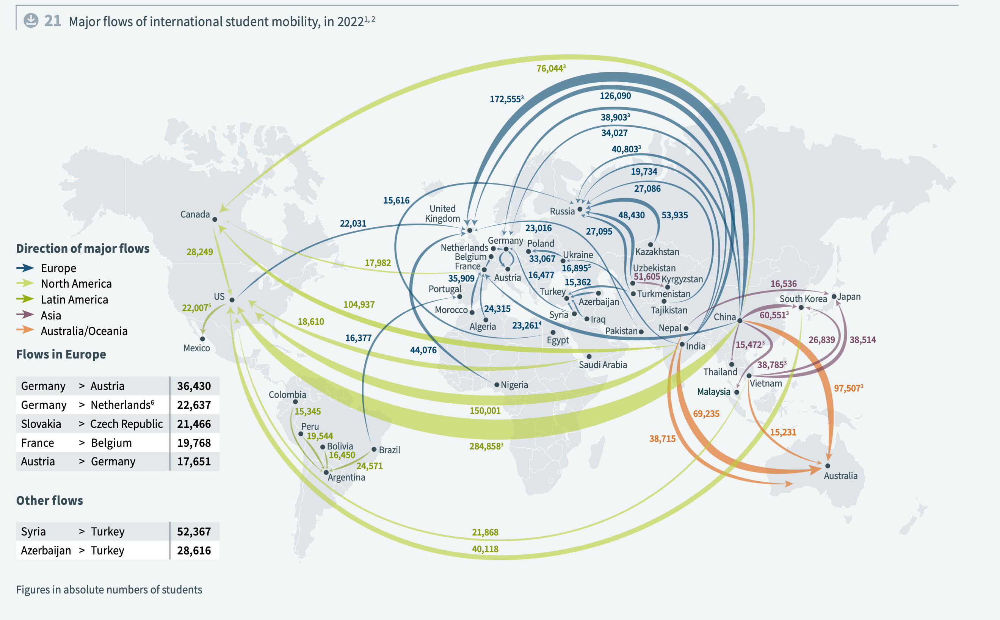 21 Major flows of international student mobility, in 2022¹, ²
76,044³
172,555³
126,090
38,903³
34,027
40,803³
19,734
27,086
15,616
United
Kingdom
Russia
48,430
53,935
Canada
22,031
23,016
27,095
Direction of major flows
Europe
North America
Latin America
Asia
Australia/Oceania
28,249
17,982
Germany
Netherlands
Belgium
France
Poland
33,067
Ukraine
Kazakhstan
16,895⁵
Uzbekistan
51,605
Kyrgyzstan
35,909
Austria
16,477
15,362
16,536
Portugal
Turkey
Turkmenistan
US
22,007⁵
104,937
Morocco
24,315
Azerbaijan
Tajikistan
South Korea
Japan
18,610
Algeria
Syria
Iraq
China
60,551³
23,261⁴
Pakistan
Nepal
Mexico
16,377
44,076
Egypt
India
15,472³
26,839
38,514
Saudi Arabia
38,785³
Thailand
Nigeria
Vietnam
Malaysia
97,507³
Colombia
15,345
150,001
69,235
Peru
19,544
Bolivia
16,450
284,858³
38,715
15,231
Brazil
24,571
Argentina
Australia
21,868
40,118
Flows in Europe
Germany > Austria 36,430
Germany > Netherlands⁶ 22,637
Slovakia > Czech Republic 21,466
France > Belgium 19,768
Austria > Germany 17,651
Other flows
Syria > Turkey 52,367
Azerbaijan > Turkey 28,616
Figures in absolute numbers of students